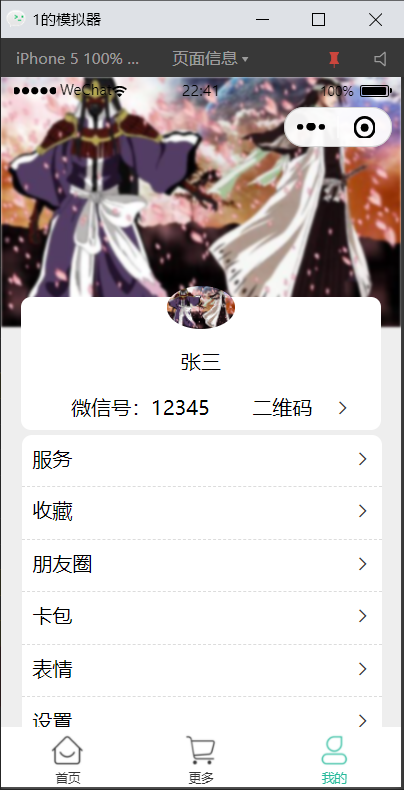 1的模拟器
iPhone 5 100% ... 页面信息
WeChat 22:41 100%
张三
微信号：12345 二维码
服务
收藏
朋友圈
卡包
表情
设置
首页 更多 我的